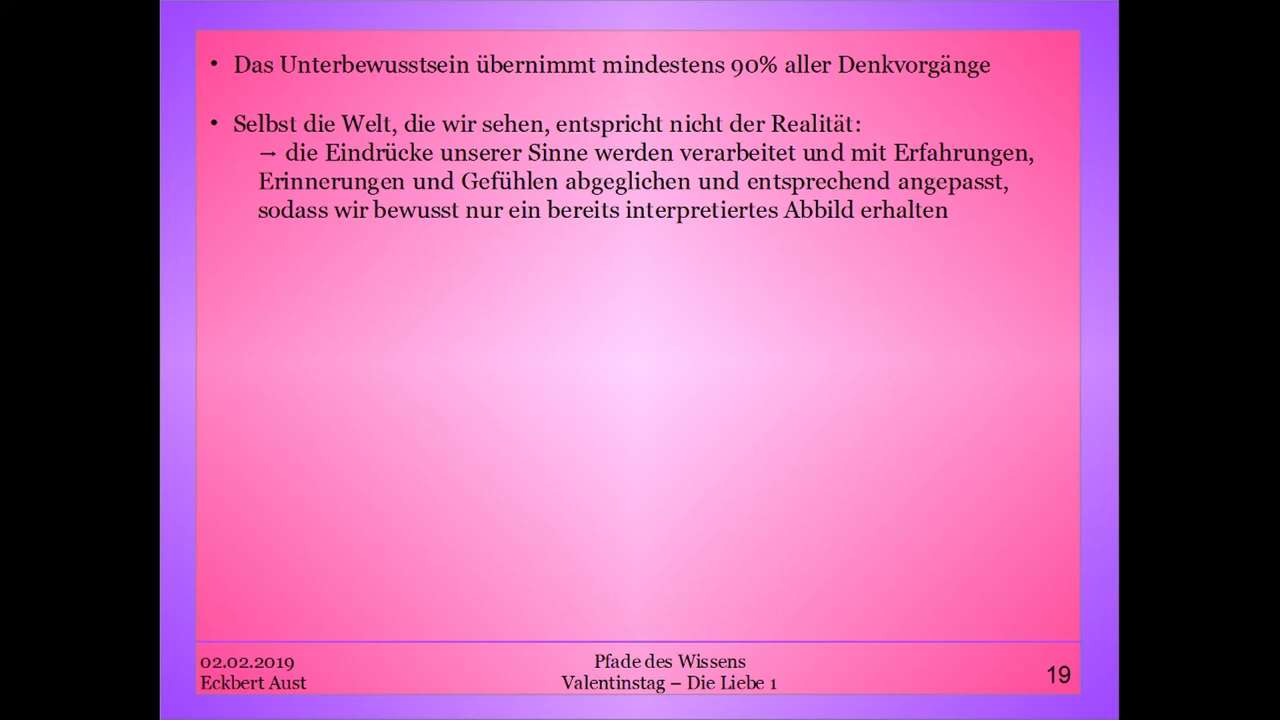 • Das Unterbewusstsein übernimmt mindestens 90% aller Denkvorgänge
• Selbst die Welt, die wir sehen, entspricht nicht der Realität:
→ die Eindrücke unserer Sinne werden verarbeitet und mit Erfahrungen,
Erinnerungen und Gefühlen abgeglichen und entsprechend angepasst,
sodass wir bewusst nur ein bereits interpretiertes Abbild erhalten
02.02.2019
Eckbert Aust
Pfade des Wissens
Valentinstag – Die Liebe 1
19